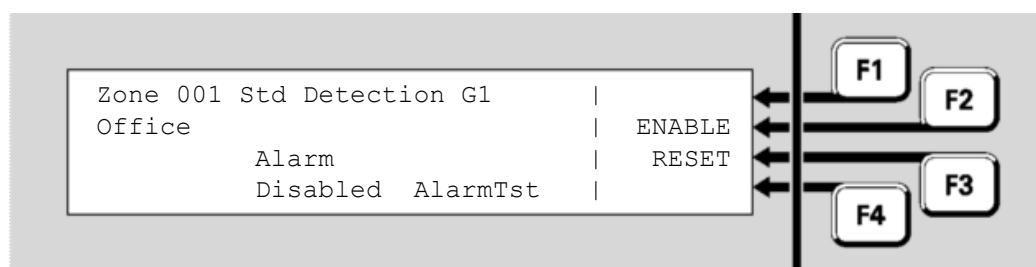 Zone 001 Std Detection G1 |
Office | ENABLE
Alarm | RESET
Disabled AlarmTst |
F1
F2
F3
F4